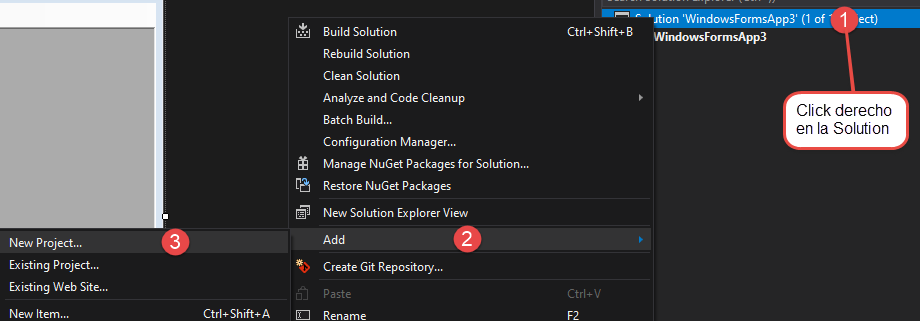 Solution 'WindowsFormsApp3' (1 of 1
1
WindowsFormsApp3
Click derecho
en la Solution
Build Solution Ctrl+Shift+B
Rebuild Solution
Clean Solution
Analyze and Code Cleanup
Batch Build...
Configuration Manager...
Manage NuGet Packages for Solution...
Restore NuGet Packages
New Solution Explorer View
Add 2
Create Git Repository...
Paste Ctrl+V
Rename F2
New Project... 3
Existing Project...
Existing Web Site...
New Item... Ctrl+Shift+A